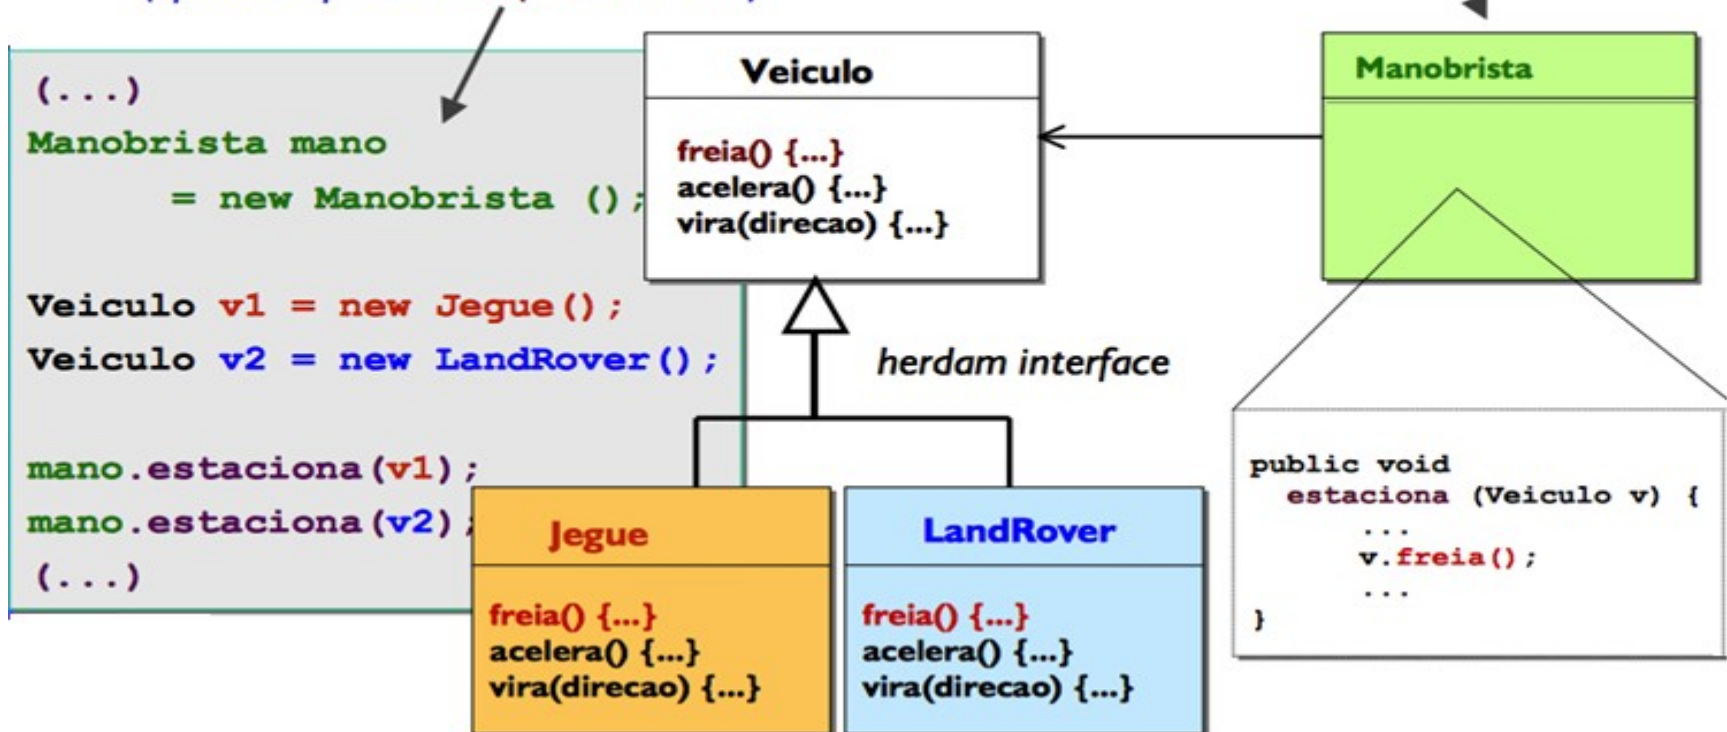 (...)
Manobrista mano
= new Manobrista ();
Veiculo v1 = new Jegue();
Veiculo v2 = new LandRover();
mano.estaciona(v1);
mano.estaciona(v2);
(...)
Veiculo
freia() {...}
acelera() {...}
vira(direcao) {...}
Manobrista
herdam interface
Jegue
freia() {...}
acelera() {...}
vira(direcao) {...}
LandRover
freia() {...}
acelera() {...}
vira(direcao) {...}
public void
estaciona (Veiculo v) {
...
v.freia();
...
}